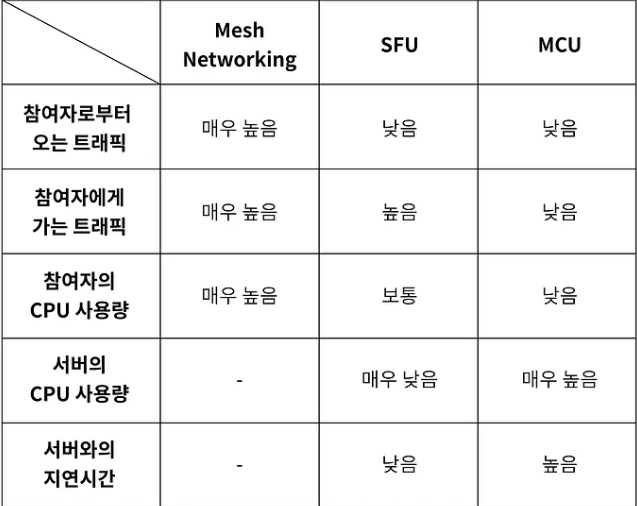 Mesh
Networking
SFU
MCU
참여자로부터
오는 트래픽
매우 높음
낮음
낮음
참여자에게
가는 트래픽
매우 높음
높음
낮음
참여자의
CPU 사용량
매우 높음
보통
낮음
서버의
CPU 사용량
-
매우 낮음
매우 높음
서버와의
지연시간
-
낮음
높음